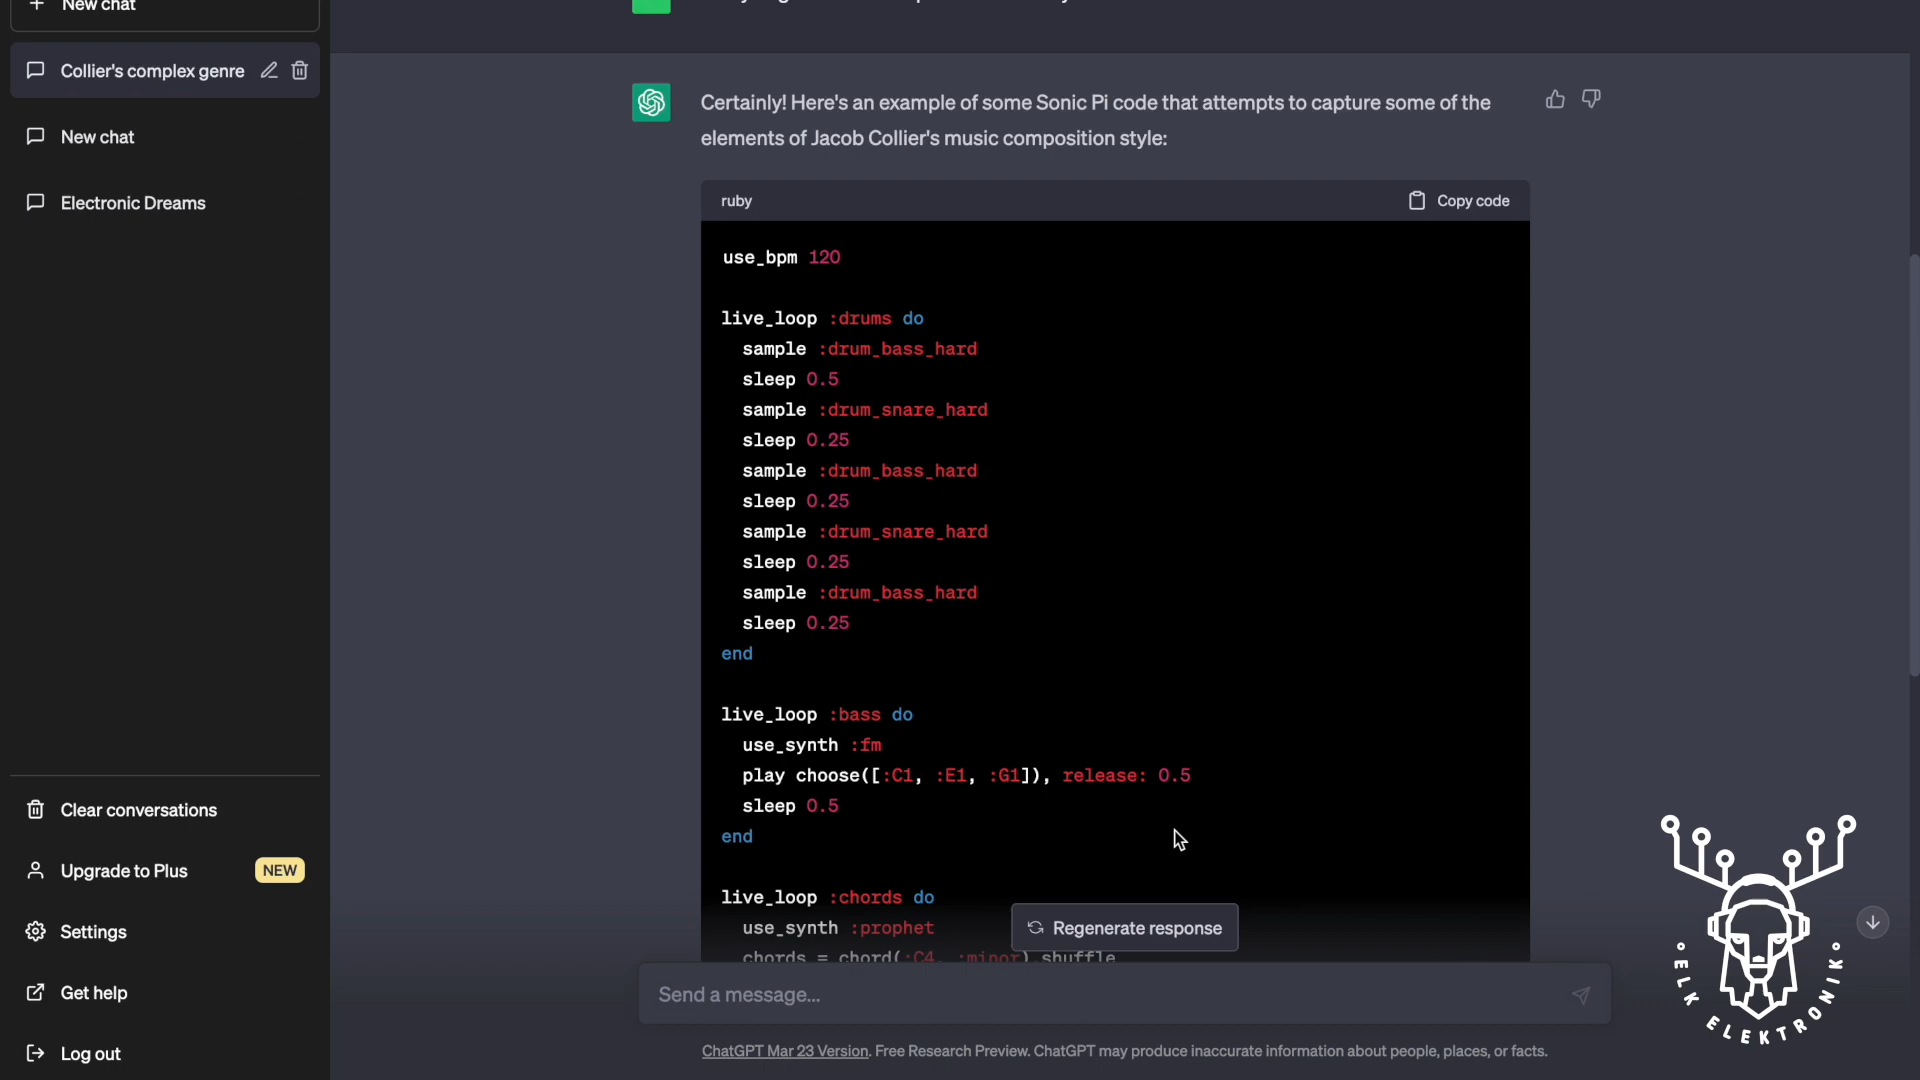 New chat
Collier's complex genre
New chat
Electronic Dreams
Clear conversations
Upgrade to Plus
NEW
Settings
Get help
Log out
Certainly! Here's an example of some Sonic Pi code that attempts to capture some of the
elements of Jacob Collier's music composition style:
ruby
Copy code
use_bpm 120
live_loop :drums do
  sample :drum_bass_hard
  sleep 0.5
  sample :drum_snare_hard
  sleep 0.25
  sample :drum_bass_hard
  sleep 0.25
  sample :drum_snare_hard
  sleep 0.25
  sample :drum_bass_hard
  sleep 0.25
end
live_loop :bass do
  use_synth :fm
  play choose([:C1, :E1, :G1]), release: 0.5
  sleep 0.5
end
live_loop :chords do
  use_synth :prophet
  chords = chord(:C4, :minor).shuffle
Regenerate response
Send a message...
ChatGPT Mar 23 Version. Free Research Preview. ChatGPT may produce inaccurate information about people, places, or facts.
ELK ELEKTRONIK